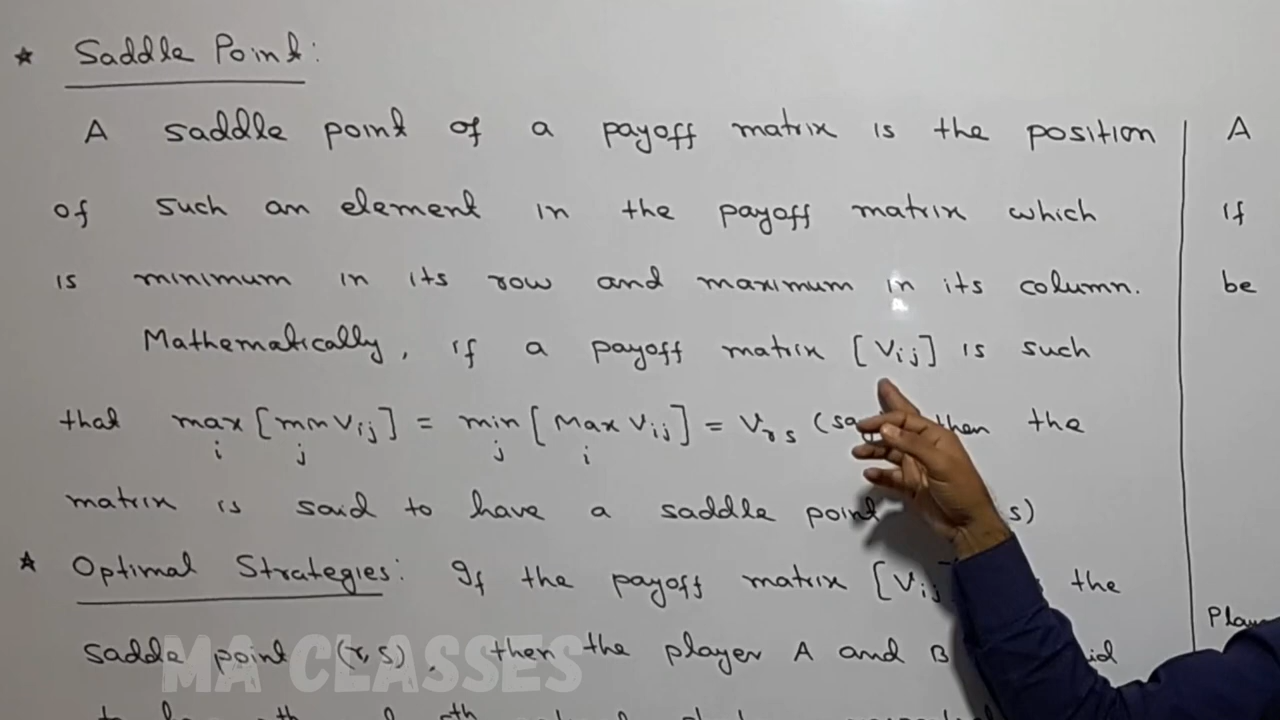 * Saddle Point:
A saddle point of a payoff matrix is the position
of such an element in the payoff matrix which
is minimum in its row and maximum in its column.
Mathematically, if a payoff matrix [Vij] is such
that max i [min j Vij] = min j [Max i Vij] = Vrs then the
matrix is said to have a saddle point s)
* Optimal Strategies: If the payoff matrix [Vij the
sadde point (r,s), then the player A and B
MA CLASSES
A
if
be